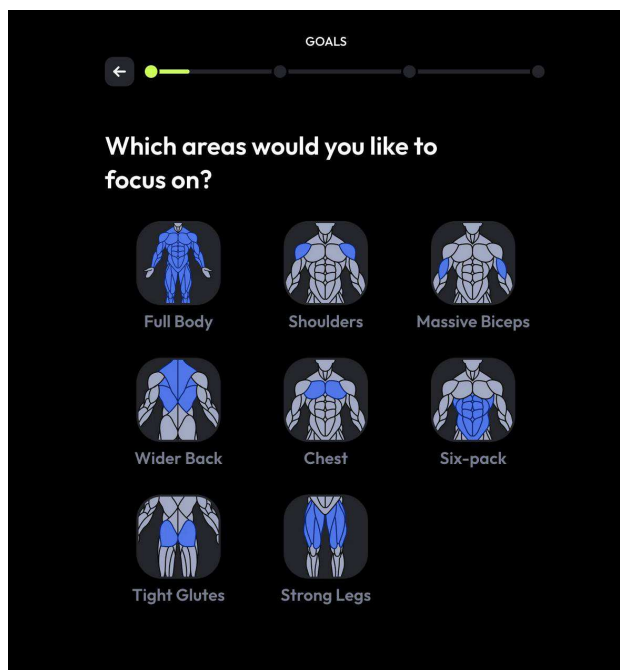 GOALS
Which areas would you like to
focus on?
Full Body
Shoulders
Massive Biceps
Wider Back
Chest
Six-pack
Tight Glutes
Strong Legs